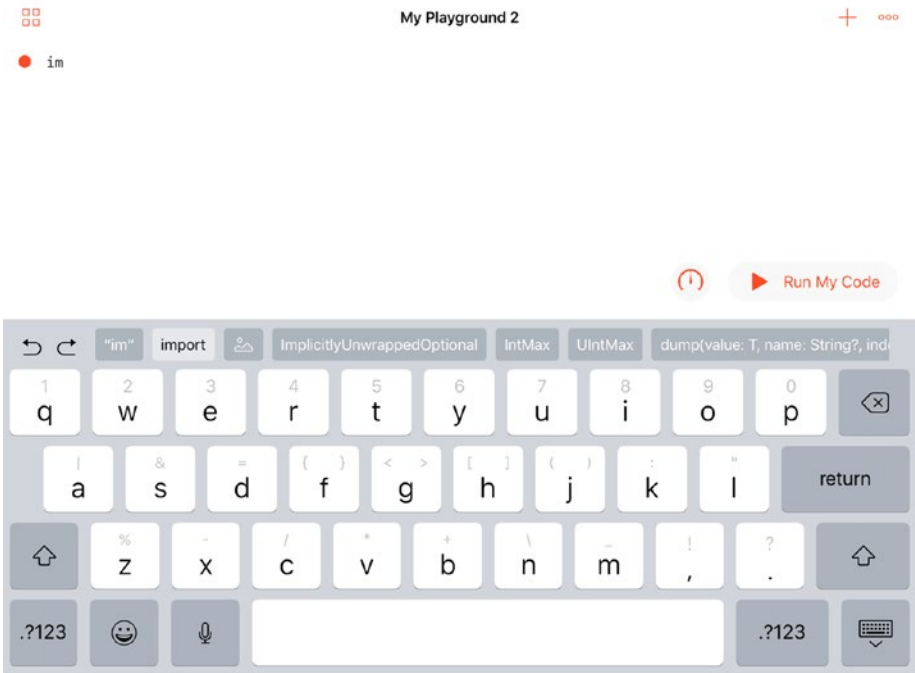 My Playground 2
im
Run My Code
"im" import ImplicitlyUnwrappedOptional IntMax UIntMax dump(value: T, name: String?, inde
1 2 3 4 5 6 7 8 9 0
q w e r t y u i o p
| & = { } < > [ ] ( ) : "
a s d f g h j k l return
% - / * + \ _ ! ?
z x c v b n m , .
.?123 .?123